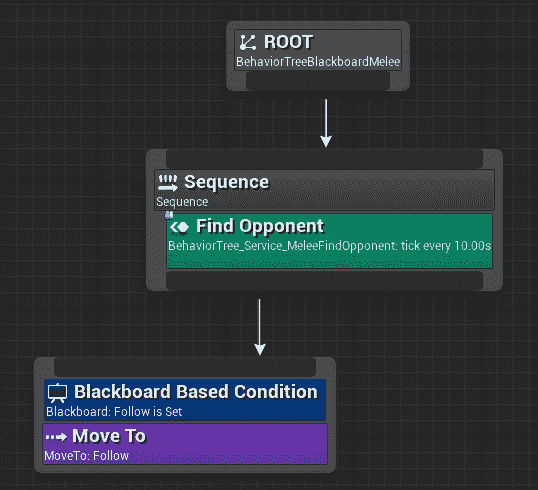 ROOT
BehaviorTreeBlackboardMelee
Sequence
Sequence
Find Opponent
BehaviorTree_Service_MeleeFindOpponent: tick every 10.00s
Blackboard Based Condition
Blackboard: Follow is Set
Move To
MoveTo: Follow